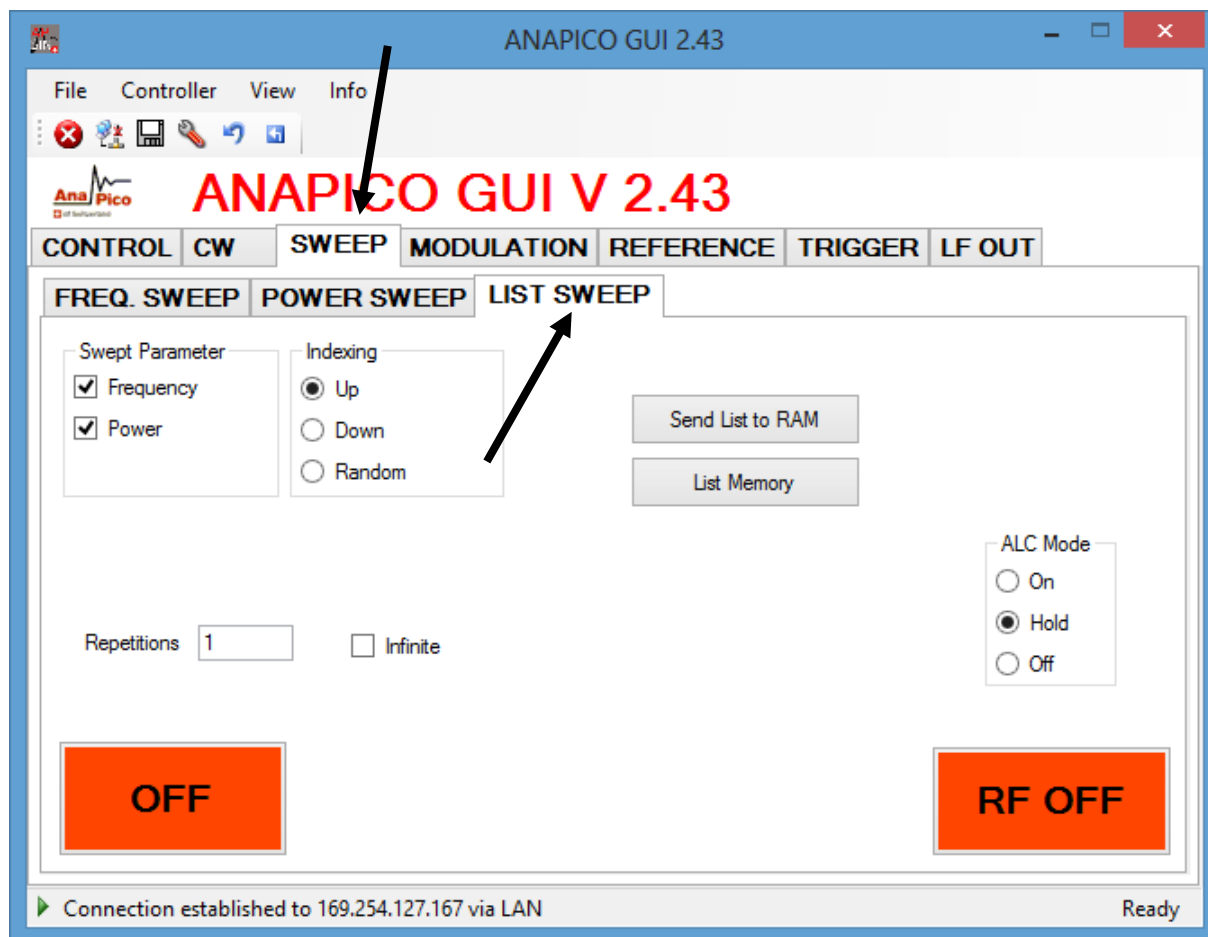 ANAPICO GUI 2.43
File Controller View Info
Ana Pico
ANAPICO GUI V 2.43
CONTROL CW SWEEP MODULATION REFERENCE TRIGGER LF OUT
FREQ. SWEEP POWER SWEEP LIST SWEEP
Swept Parameter Indexing
Frequency Up
Send List to RAM
Power Down
Random
List Memory
ALC Mode
On
Hold
Repetitions 1 Infinite
Off
OFF RF OFF
Connection established to 169.254.127.167 via LAN Ready